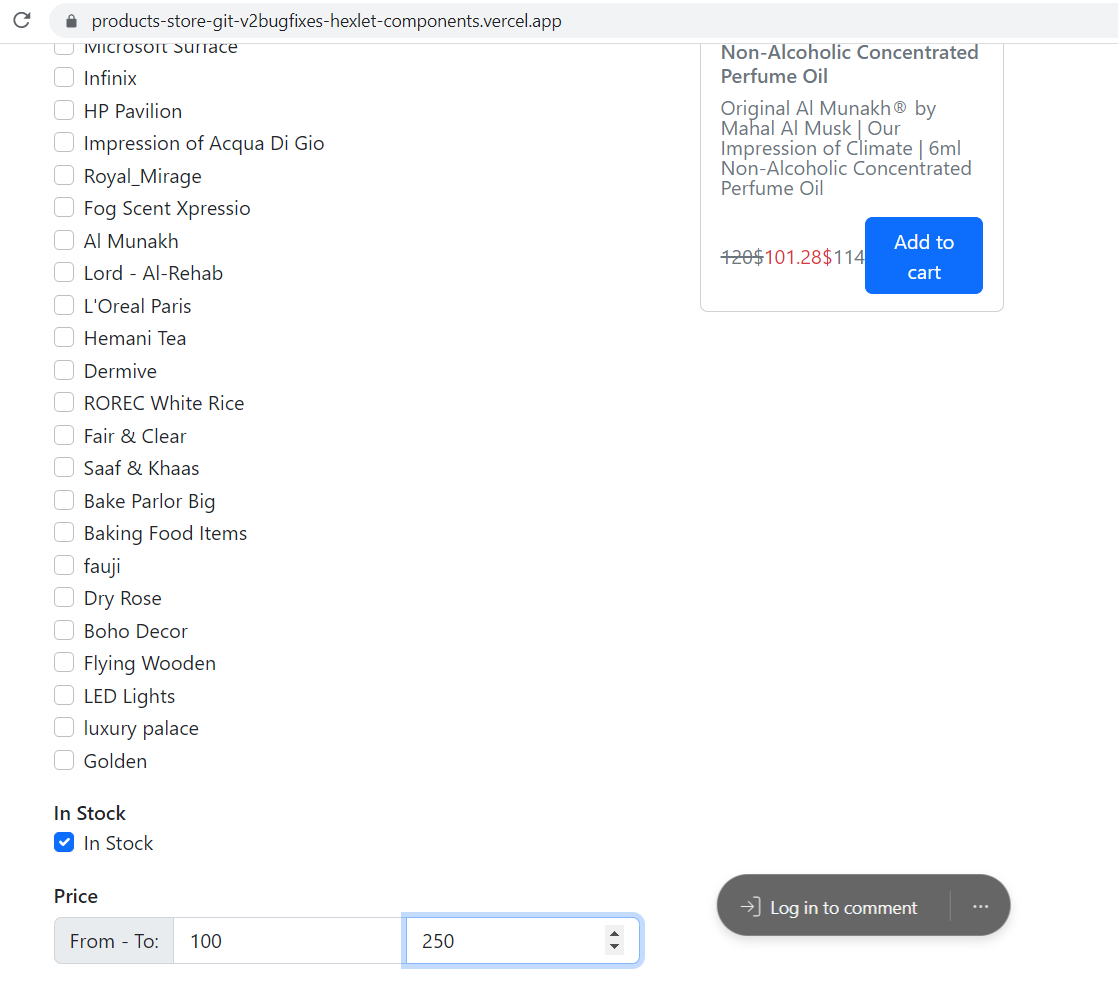 products-store-git-v2bugfixes-hexlet-components.vercel.app
Microsoft Surface
Infinix
HP Pavilion
Impression of Acqua Di Gio
Royal_Mirage
Fog Scent Xpressio
Al Munakh
Lord - Al-Rehab
L'Oreal Paris
Hemani Tea
Dermive
ROREC White Rice
Fair & Clear
Saaf & Khaas
Bake Parlor Big
Baking Food Items
fauji
Dry Rose
Boho Decor
Flying Wooden
LED Lights
luxury palace
Golden
In Stock
In Stock
Price
From - To: 100 250
Non-Alcoholic Concentrated
Perfume Oil
Original Al Munakh® by
Mahal Al Musk | Our
Impression of Climate | 6ml
Non-Alcoholic Concentrated
Perfume Oil
120$101.28$114
Add to
cart
Log in to comment